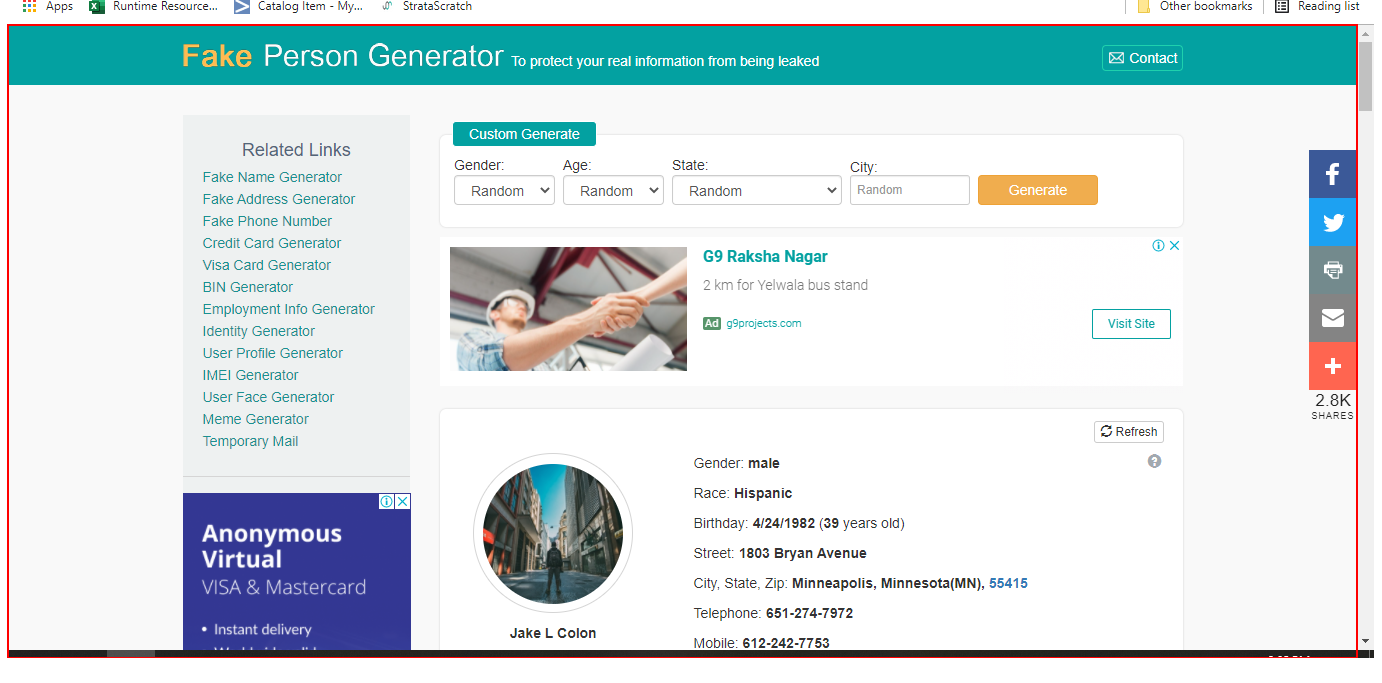 Apps Runtime Resource... Catalog Item - My... StrataScratch Other bookmarks Reading list
Fake Person Generator To protect your real information from being leaked
Contact
Related Links
Fake Name Generator
Fake Address Generator
Fake Phone Number
Credit Card Generator
Visa Card Generator
BIN Generator
Employment Info Generator
Identity Generator
User Profile Generator
IMEI Generator
User Face Generator
Meme Generator
Temporary Mail
Anonymous
Virtual
VISA & Mastercard
• Instant delivery
Custom Generate
Gender: Age: State: City:
Random Random Random Random Generate
G9 Raksha Nagar
2 km for Yelwala bus stand
Ad g9projects.com
Visit Site
Refresh
Gender: male
Race: Hispanic
Birthday: 4/24/1982 (39 years old)
Street: 1803 Bryan Avenue
City, State, Zip: Minneapolis, Minnesota(MN), 55415
Telephone: 651-274-7972
Mobile: 612-242-7753
Jake L Colon
2.8K
SHARES